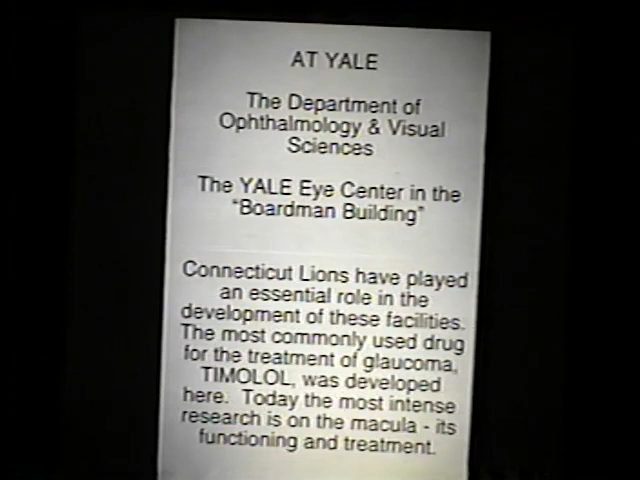 AT YALE
The Department of
Ophthalmology & Visual
Sciences
The YALE Eye Center in the
"Boardman Building"
Connecticut Lions have played
an essential role in the
development of these facilities.
The most commonly used drug
for the treatment of glaucoma,
TIMOLOL, was developed
here. Today the most intense
research is on the macula - its
functioning and treatment.